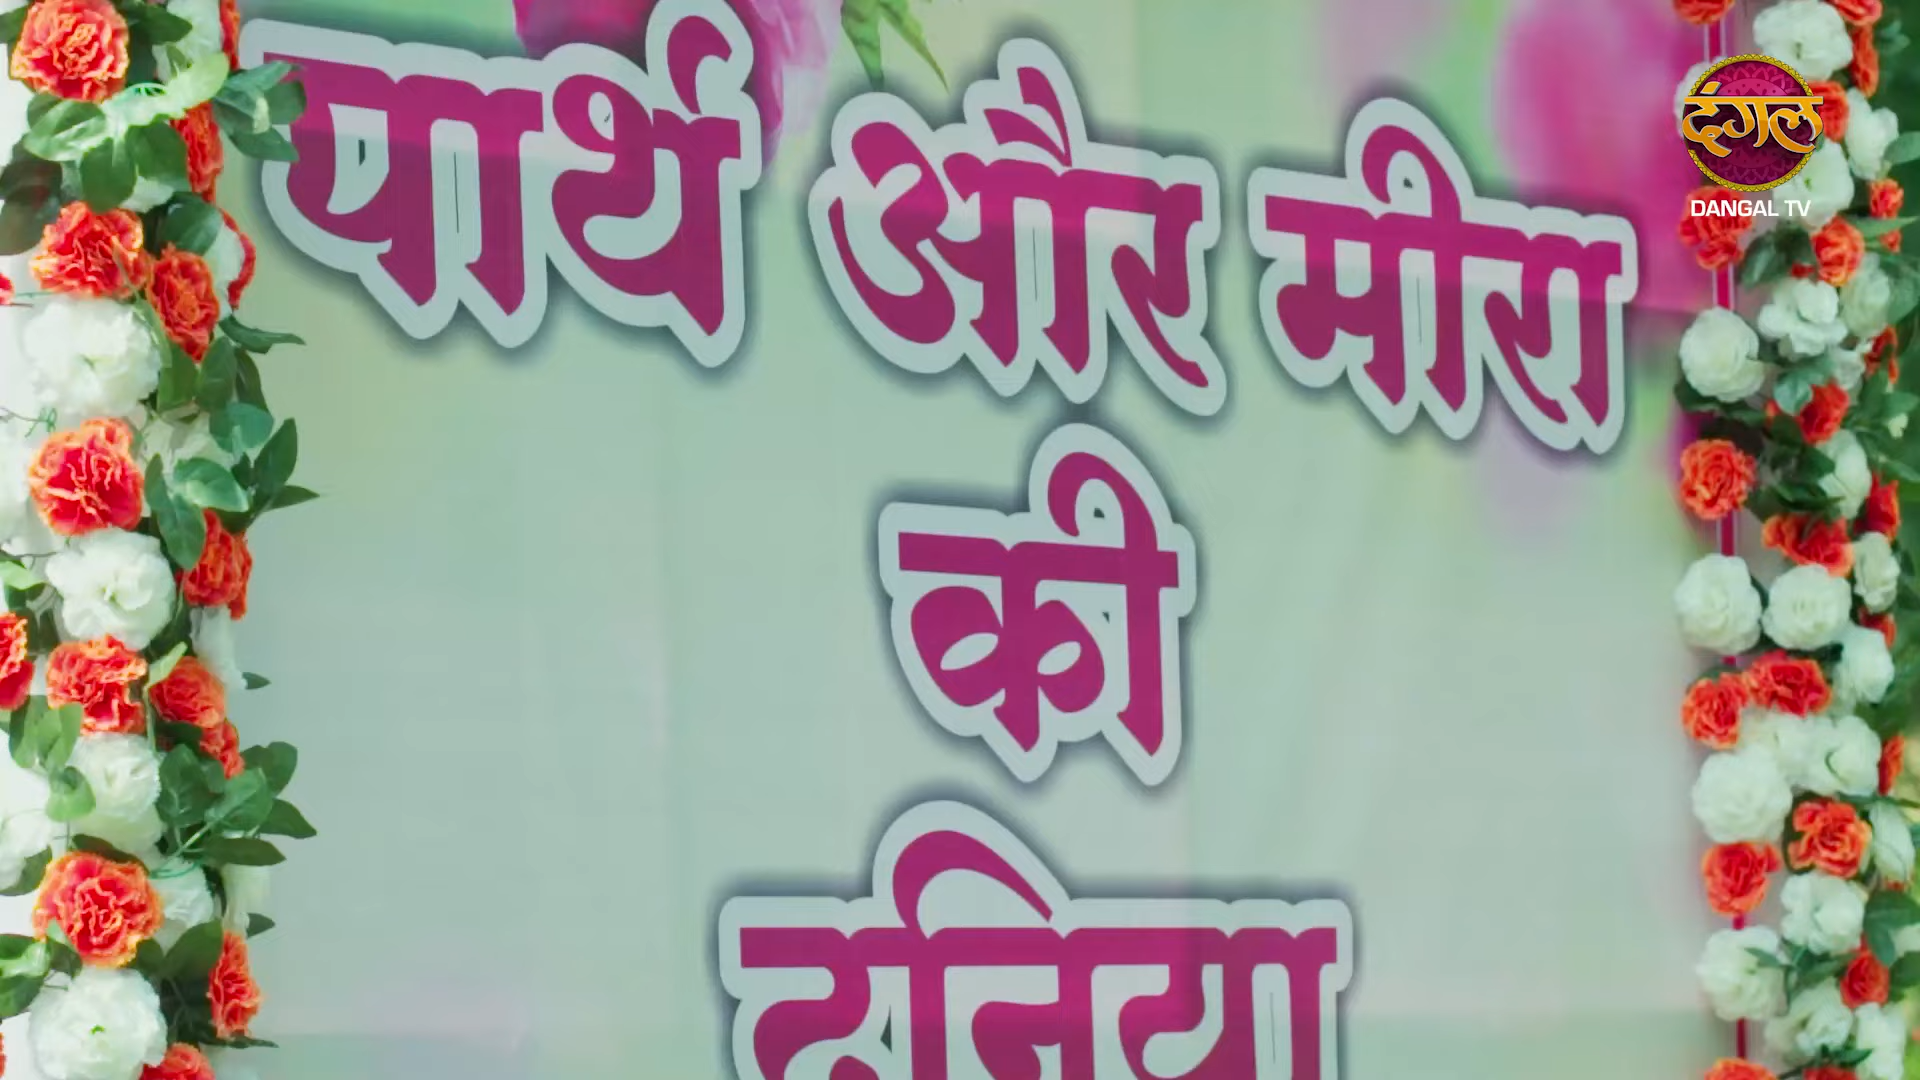 पार्थ और मीरा
की
दुनिया
दंगल
DANGAL TV